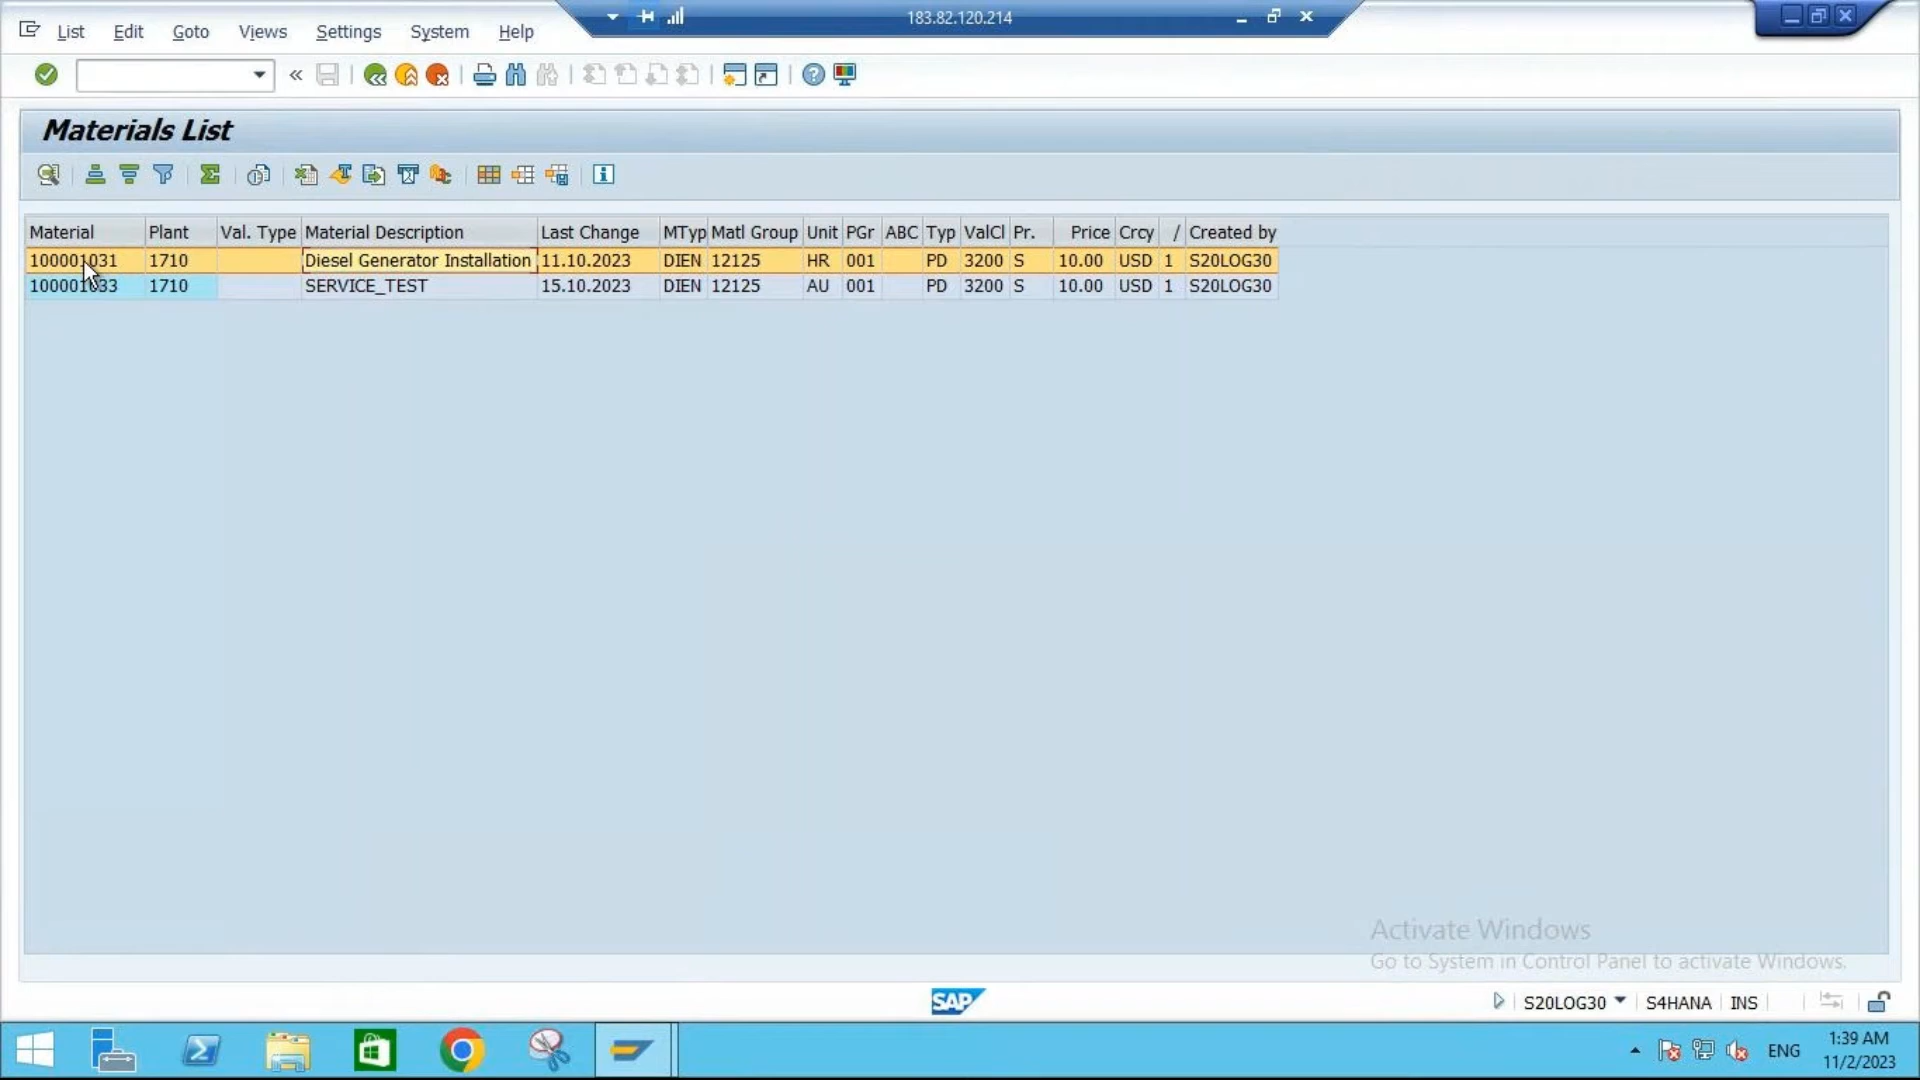 183.82.120.214
List Edit Goto Views Settings System Help
Materials List
Material Plant Val. Type Material Description Last Change MTyp Matl Group Unit PGr ABC Typ ValCl Pr. Price Crcy / Created by
100001031 1710 Diesel Generator Installation 11.10.2023 DIEN 12125 HR 001 PD 3200 S 10.00 USD 1 S20LOG30
100001033 1710 SERVICE_TEST 15.10.2023 DIEN 12125 AU 001 PD 3200 S 10.00 USD 1 S20LOG30
Activate Windows
Go to System in Control Panel to activate Windows.
SAP
S20LOG30 S4HANA INS
ENG
1:39 AM
11/2/2023